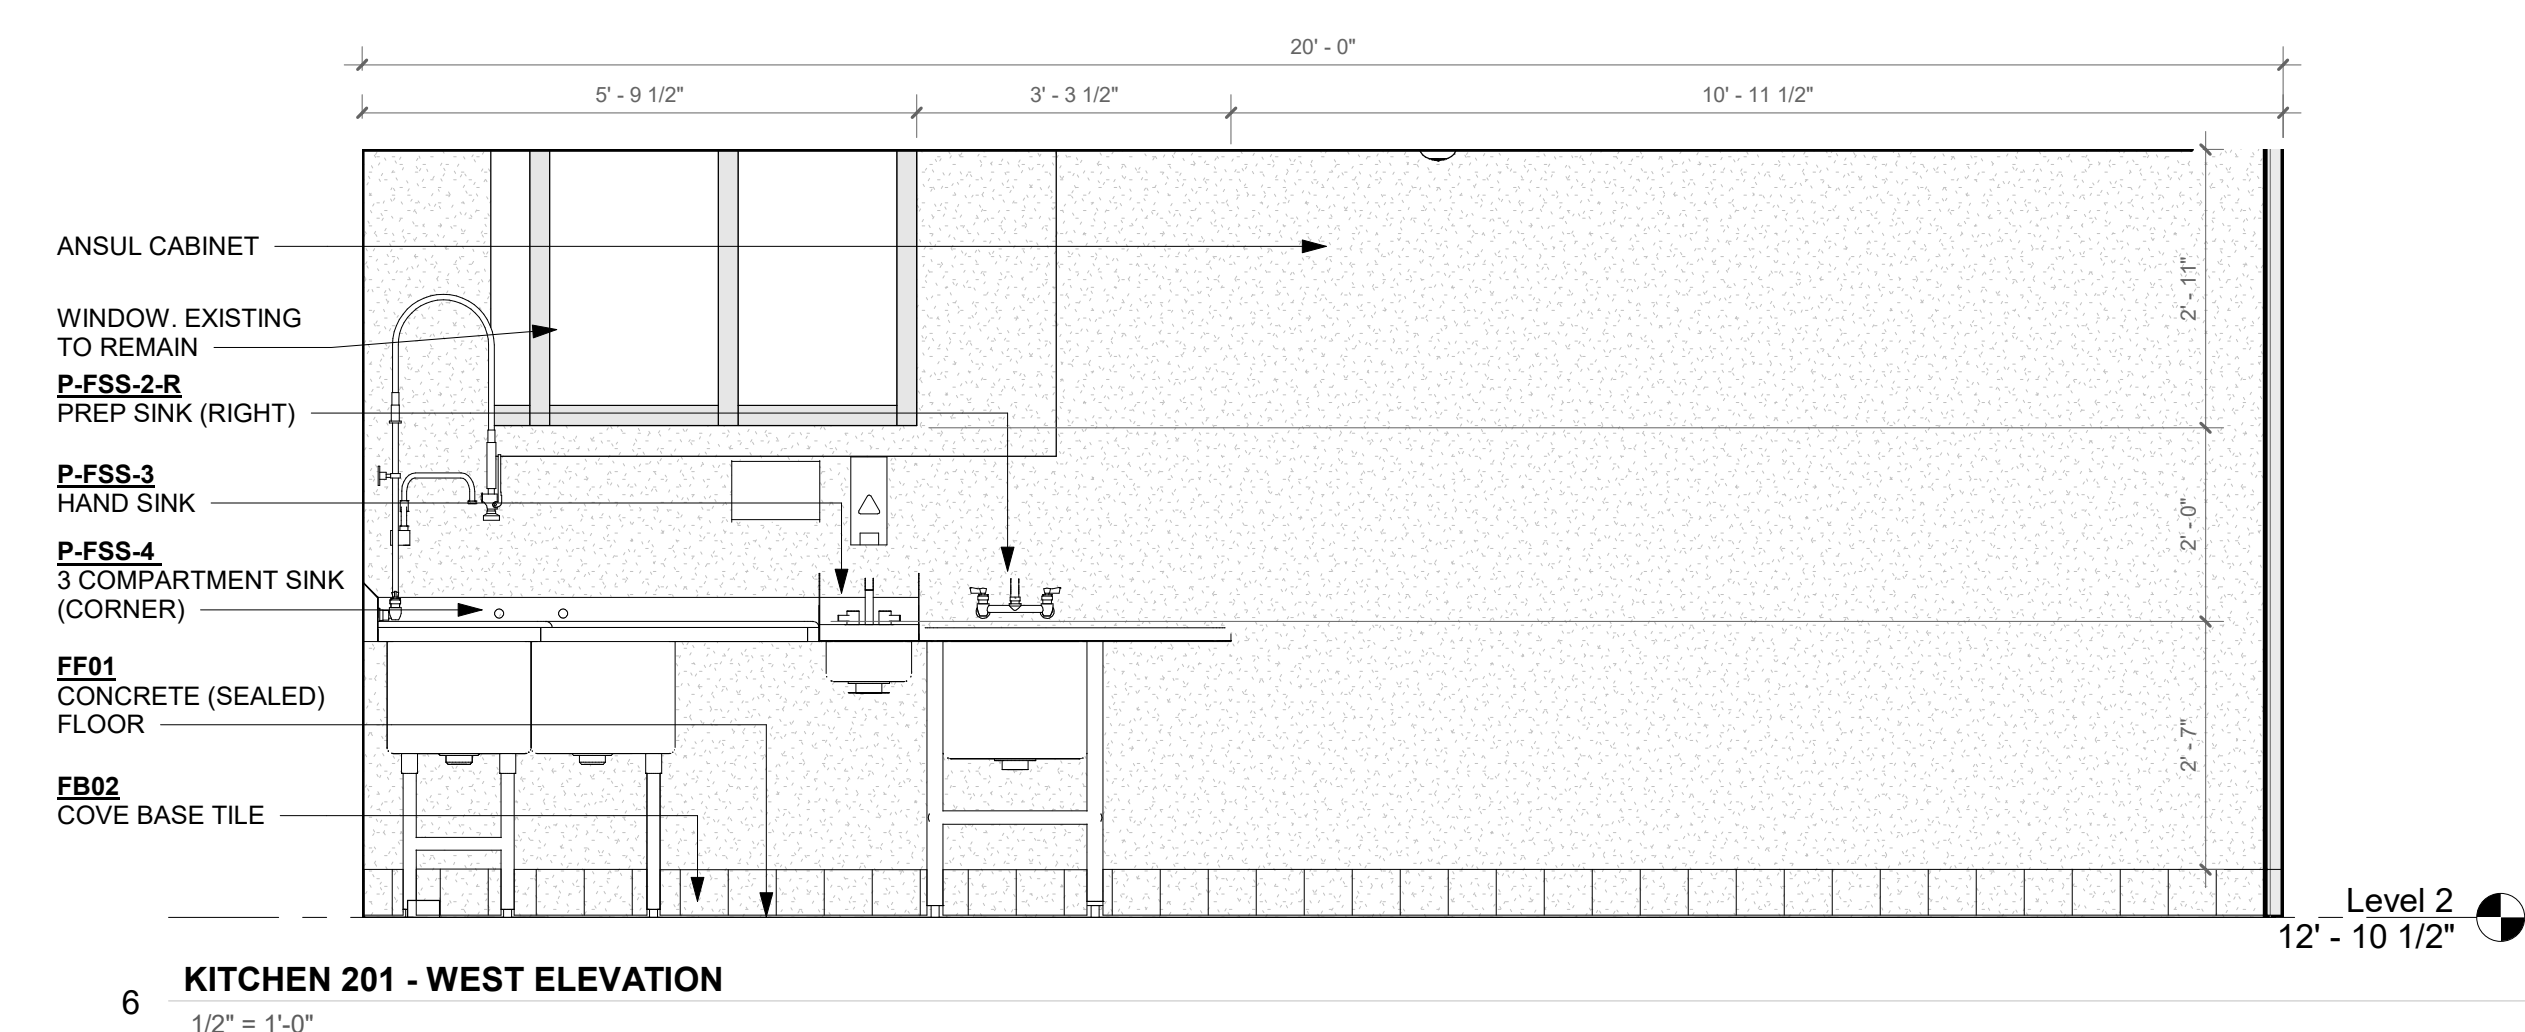 20' - 0"
5' - 9 1/2"
3' - 3 1/2"
10' - 11 1/2"
ANSUL CABINET
2' - 11"
WINDOW. EXISTING
TO REMAIN
P-FSS-2-R
PREP SINK (RIGHT)
P-FSS-3
HAND SINK
2' - 0"
P-FSS-4
3 COMPARTMENT SINK
(CORNER)
FF01
CONCRETE (SEALED)
FLOOR
2' - 7"
FB02
COVE BASE TILE
Level 2
12' - 10 1/2"
KITCHEN 201 - WEST ELEVATION
6
1/2" = 1'-0"